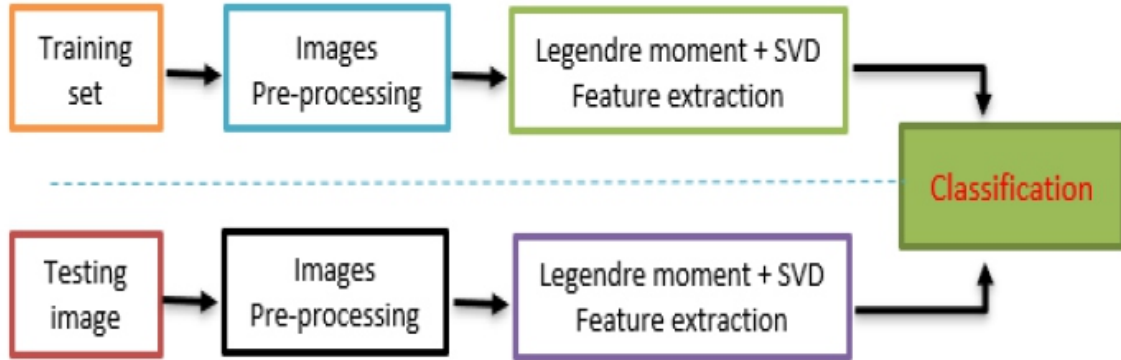 Training
set
Images
Pre-processing
Legendre moment + SVD
Feature extraction
Classification
Testing
image
Images
Pre-processing
Legendre moment + SVD
Feature extraction